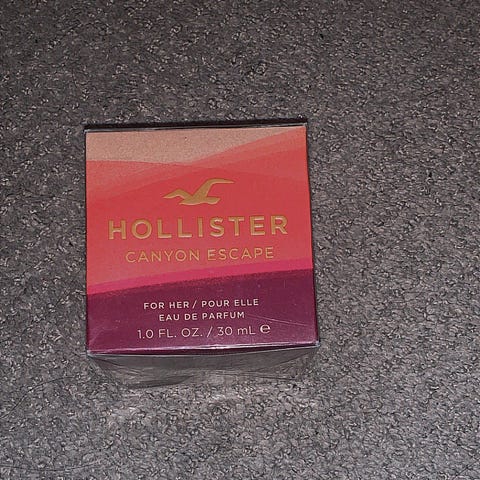 HOLLISTER
CANYON ESCAPE
FOR HER / POUR ELLE
EAU DE PARFUM
1.0 FL. OZ. / 30 mL ℮